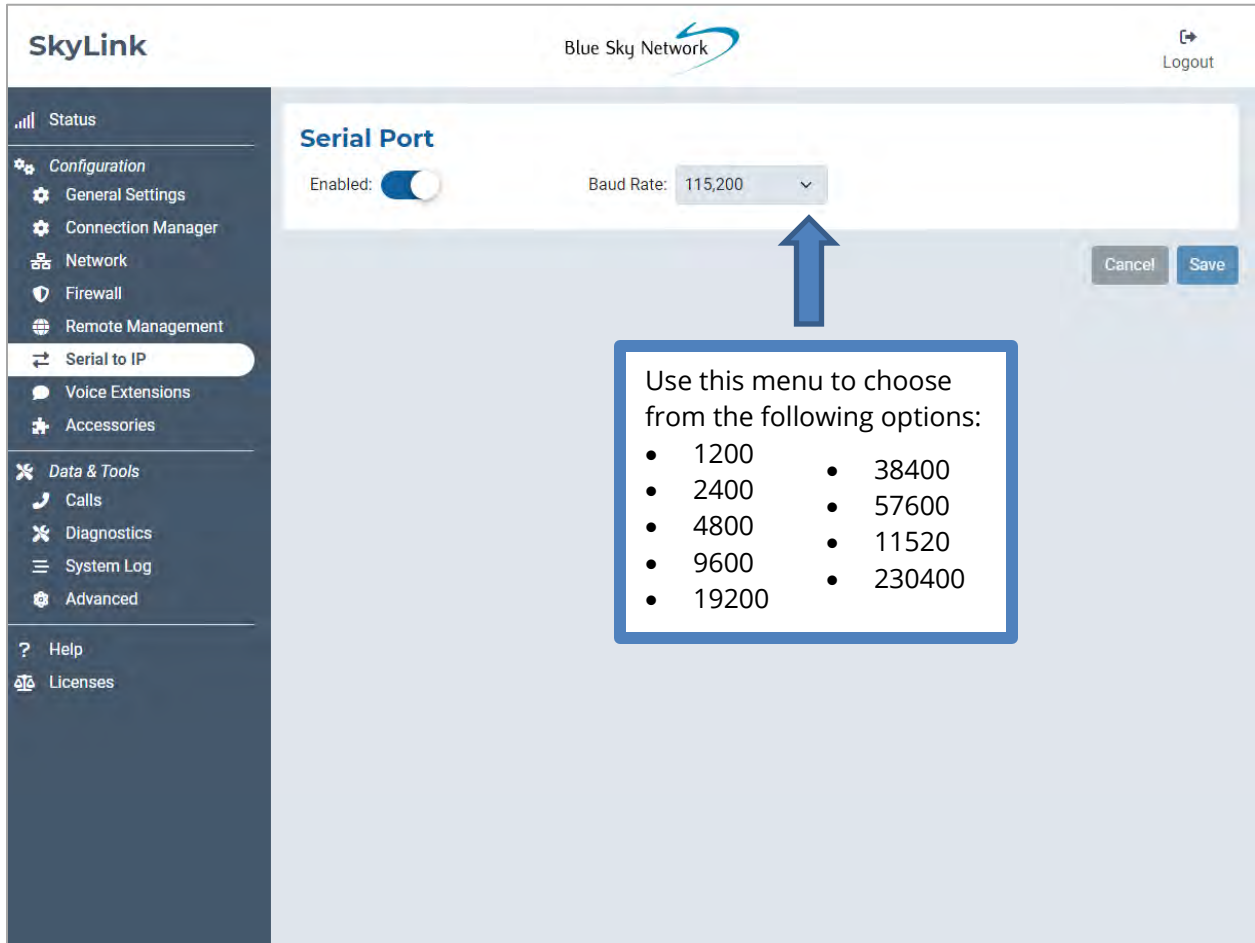 SkyLink
Blue Sky Network
Logout
Status
Configuration
General Settings
Connection Manager
Network
Firewall
Remote Management
Serial to IP
Voice Extensions
Accessories
Data & Tools
Calls
Diagnostics
System Log
Advanced
Help
Licenses
Serial Port
Enabled:
Baud Rate: 115,200
Cancel
Save
Use this menu to choose
from the following options:
• 1200
• 2400
• 4800
• 9600
• 19200
• 38400
• 57600
• 11520
• 230400